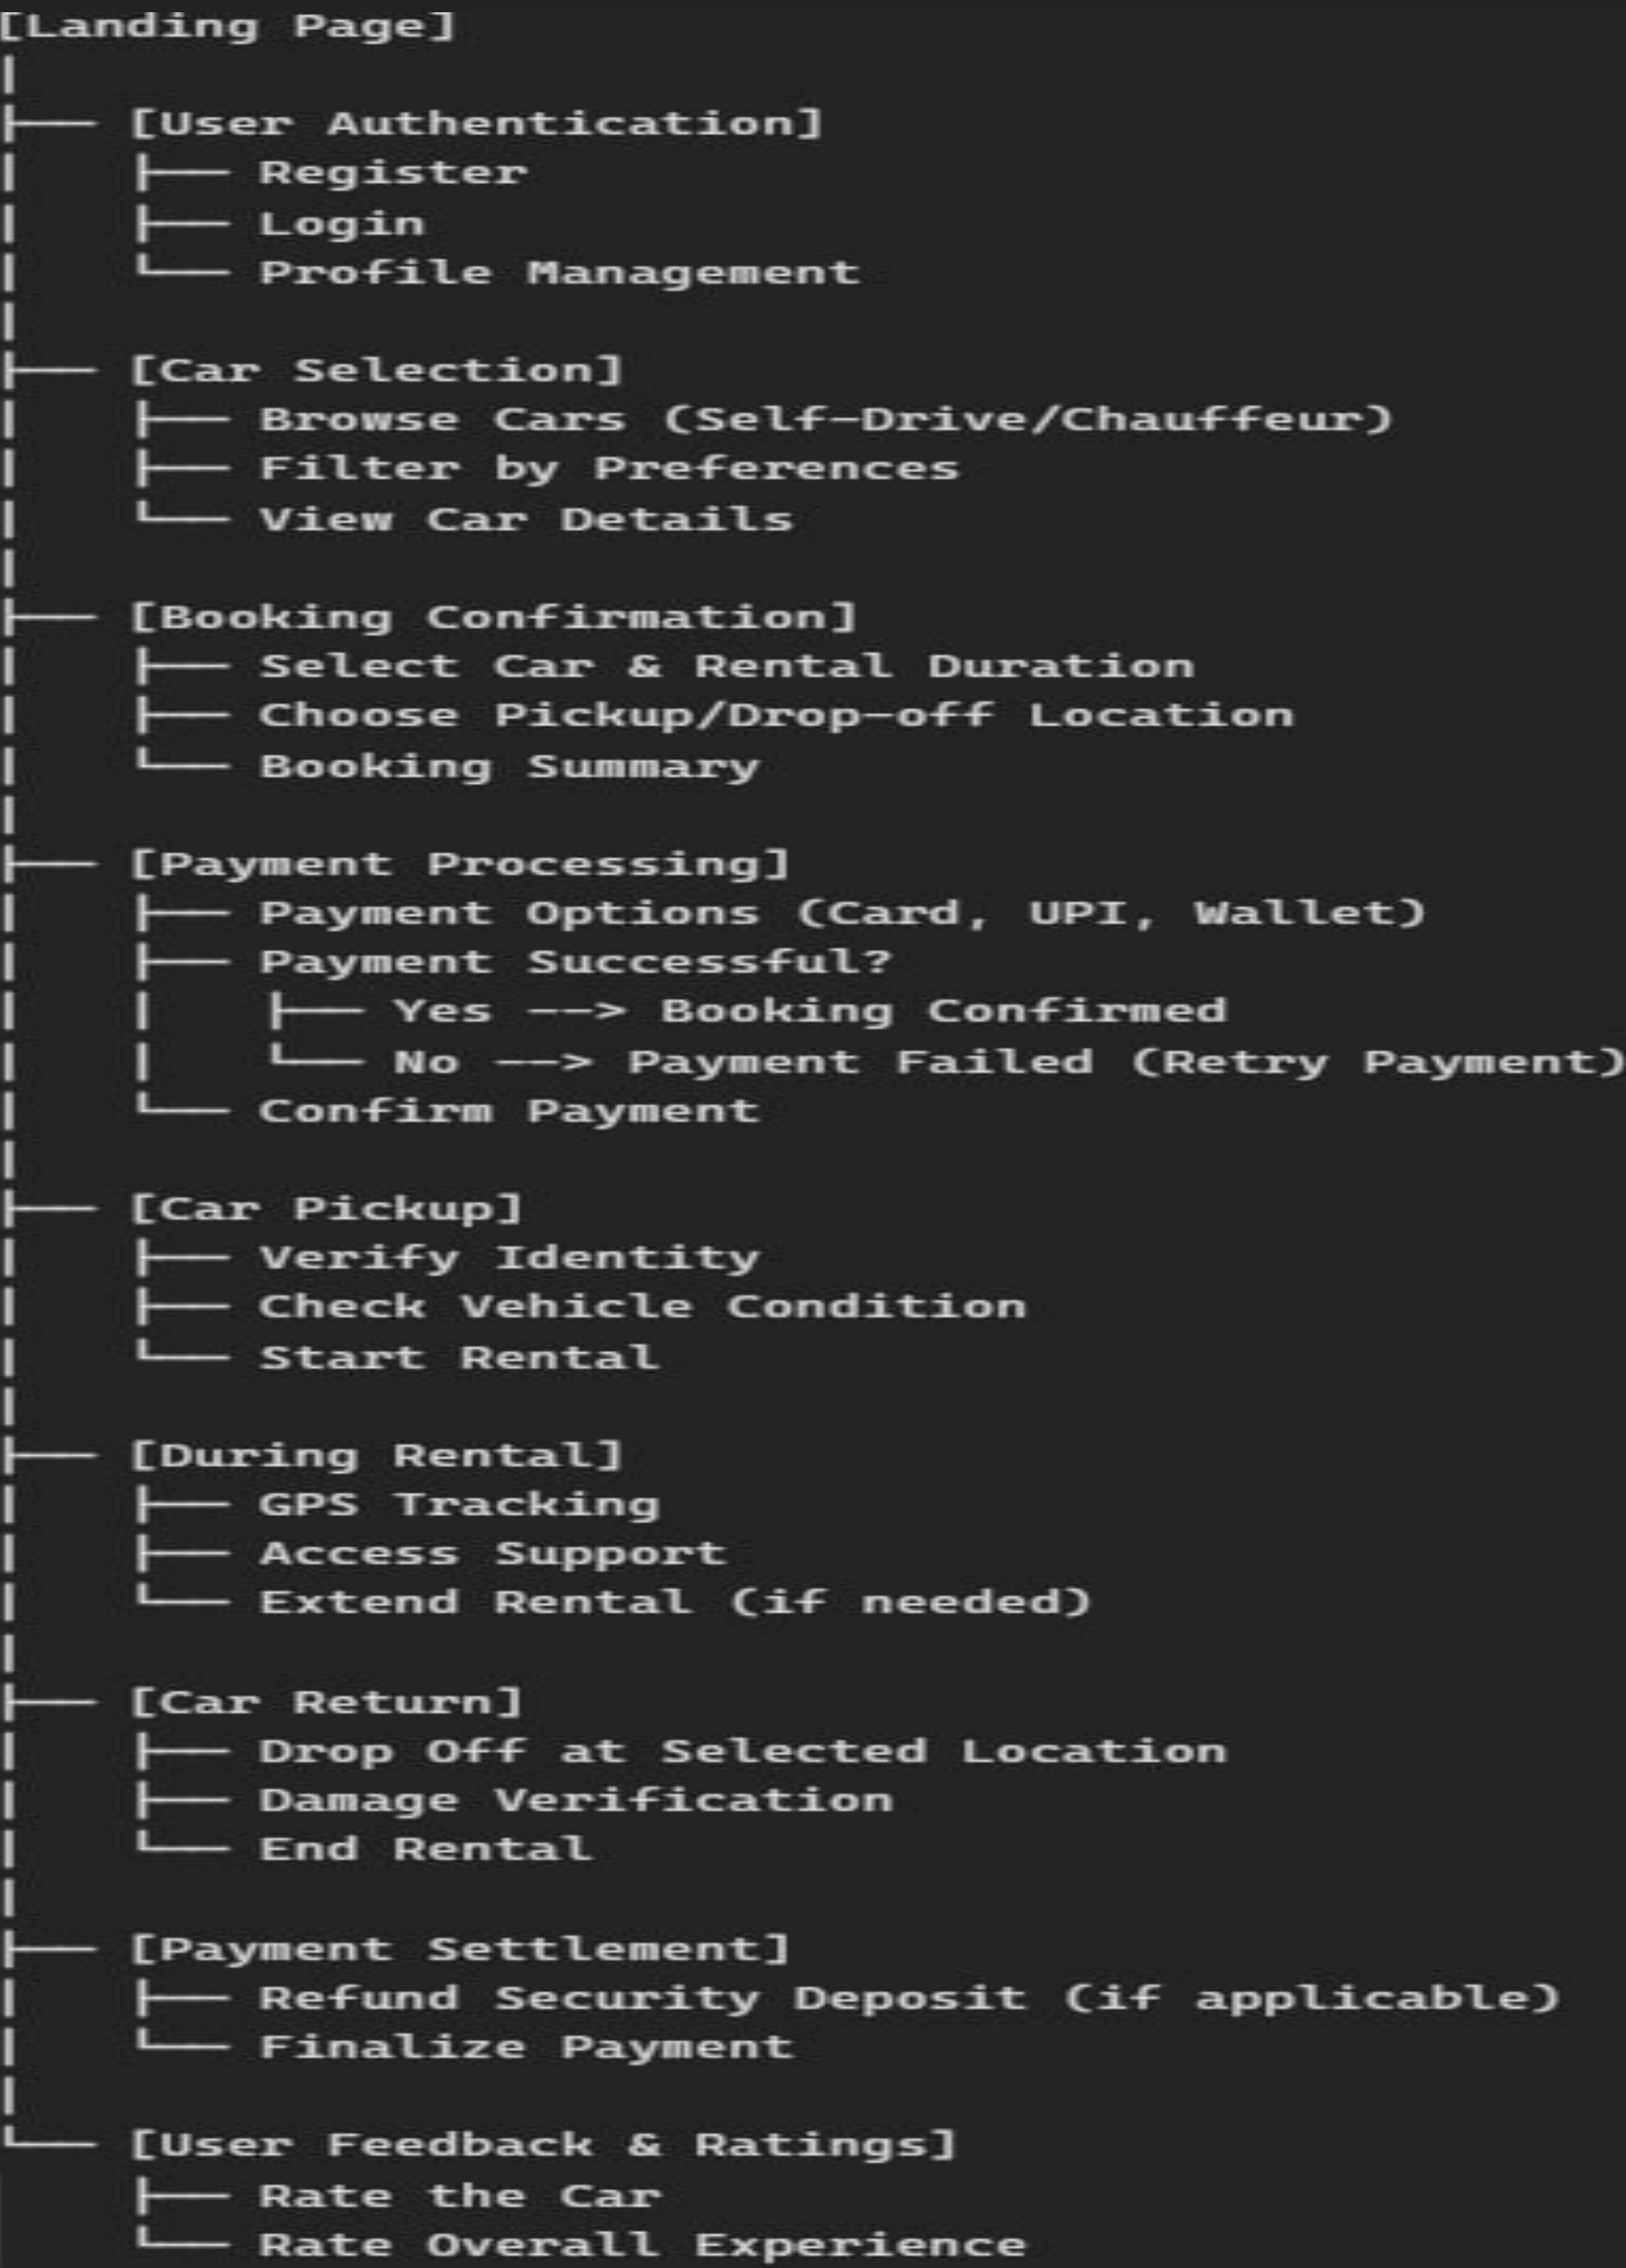 [Landing Page]
│
├── [User Authentication]
│   ├── Register
│   ├── Login
│   └── Profile Management
│
├── [Car Selection]
│   ├── Browse Cars (Self-Drive/Chauffeur)
│   ├── Filter by Preferences
│   └── View Car Details
│
├── [Booking Confirmation]
│   ├── Select Car & Rental Duration
│   ├── Choose Pickup/Drop-off Location
│   └── Booking Summary
│
├── [Payment Processing]
│   ├── Payment Options (Card, UPI, Wallet)
│   ├── Payment Successful?
│   │   ├── Yes --> Booking Confirmed
│   │   └── No --> Payment Failed (Retry Payment)
│   └── Confirm Payment
│
├── [Car Pickup]
│   ├── Verify Identity
│   ├── Check Vehicle Condition
│   └── Start Rental
│
├── [During Rental]
│   ├── GPS Tracking
│   ├── Access Support
│   └── Extend Rental (if needed)
│
├── [Car Return]
│   ├── Drop Off at Selected Location
│   ├── Damage Verification
│   └── End Rental
│
├── [Payment Settlement]
│   ├── Refund Security Deposit (if applicable)
│   └── Finalize Payment
│
└── [User Feedback & Ratings]
    ├── Rate the Car
    └── Rate Overall Experience